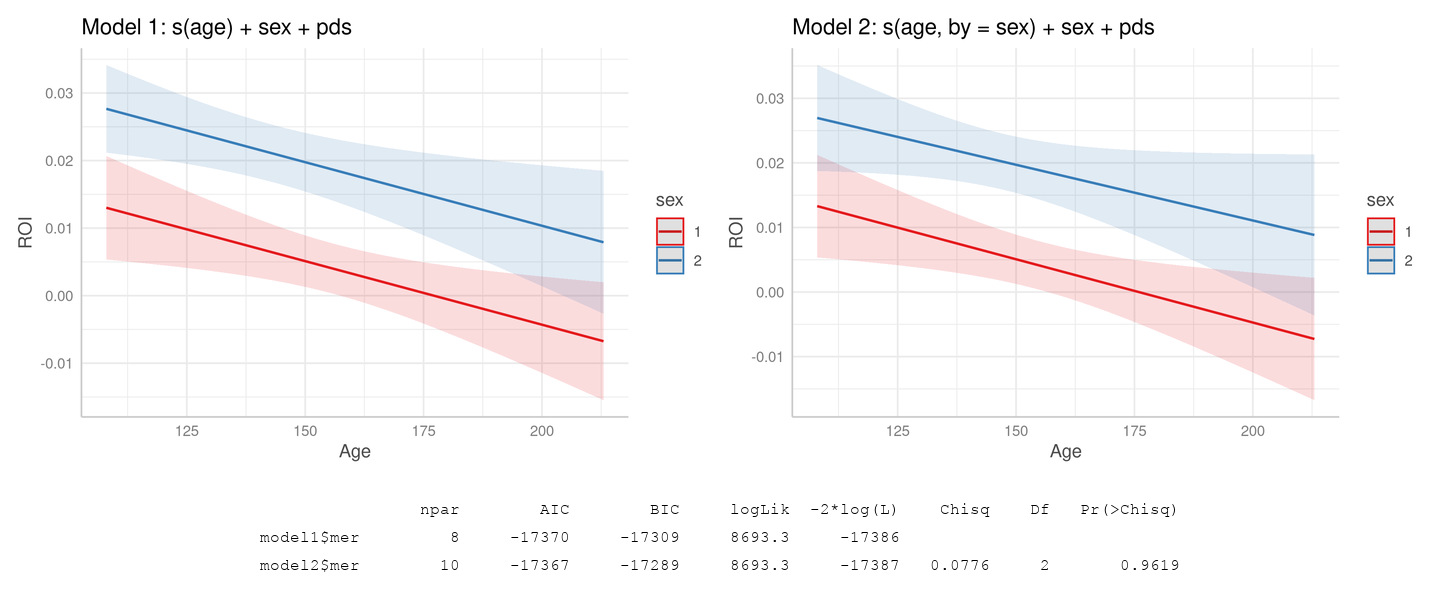 Model 1: s(age) + sex + pds
0.03
0.02
0.01
0.00
-0.01
ROI
125 150 175 200
Age
sex
1
2
Model 2: s(age, by = sex) + sex + pds
0.03
0.02
0.01
0.00
-0.01
ROI
125 150 175 200
Age
sex
1
2
npar AIC BIC logLik -2*log(L) Chisq Df Pr(>Chisq)
model1$mer 8 -17370 -17309 8693.3 -17386
model2$mer 10 -17367 -17289 8693.3 -17387 0.0776 2 0.9619